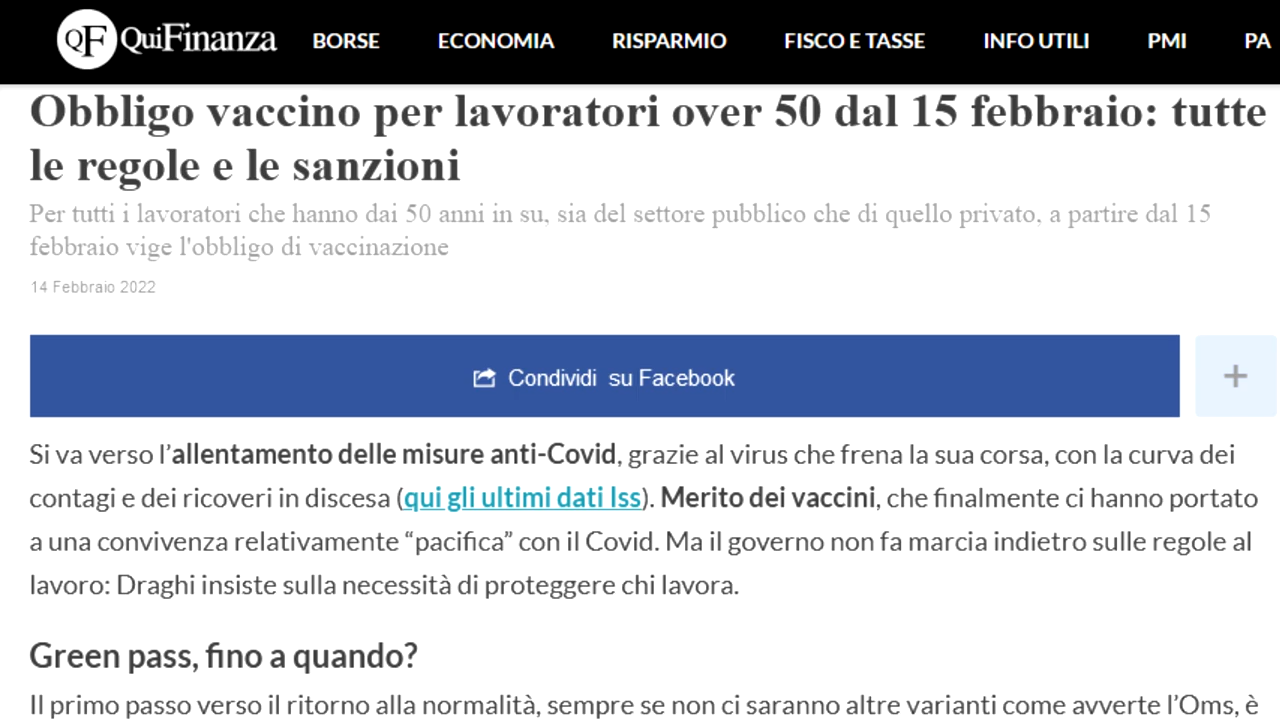 QF QuiFinanza BORSE ECONOMIA RISPARMIO FISCO E TASSE INFO UTILI PMI PA
Obbligo vaccino per lavoratori over 50 dal 15 febbraio: tutte
le regole e le sanzioni
Per tutti i lavoratori che hanno dai 50 anni in su, sia del settore pubblico che di quello privato, a partire dal 15
febbraio vige l'obbligo di vaccinazione
14 Febbraio 2022
Condividi su Facebook +
Si va verso l’allentamento delle misure anti-Covid, grazie al virus che frena la sua corsa, con la curva dei
contagi e dei ricoveri in discesa (qui gli ultimi dati Iss). Merito dei vaccini, che finalmente ci hanno portato
a una convivenza relativamente “pacifica” con il Covid. Ma il governo non fa marcia indietro sulle regole al
lavoro: Draghi insiste sulla necessità di proteggere chi lavora.
Green pass, fino a quando?
Il primo passo verso il ritorno alla normalità, sempre se non ci saranno altre varianti come avverte l’Oms, è